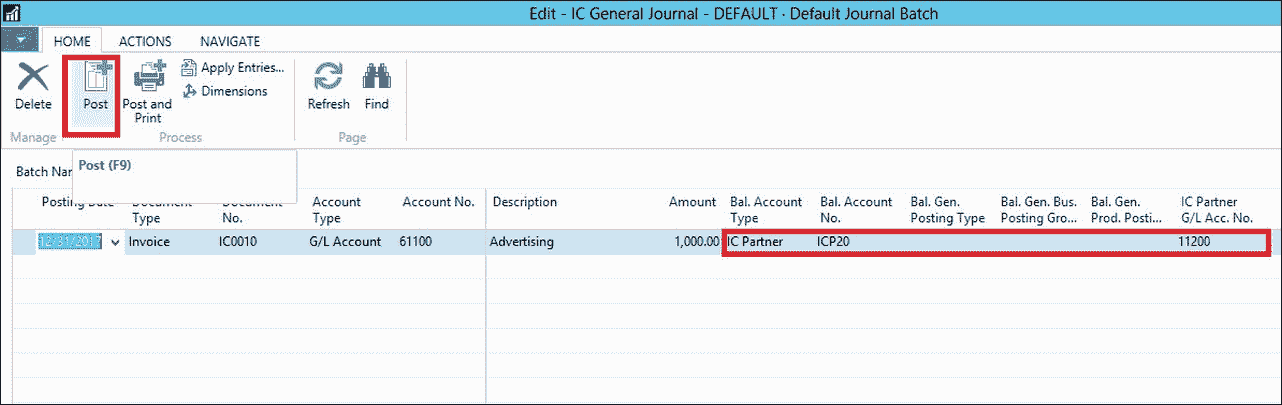 Edit - IC General Journal - DEFAULT · Default Journal Batch
HOME ACTIONS NAVIGATE
Delete
Post
Post and
Print
Apply Entries...
Dimensions
Refresh
Find
Manage
Process
Page
Post (F9)
Batch Nar
Posting Date
Document
Type
Document
No.
Account
Type
Account No.
Description
Amount
Bal. Account
Type
Bal. Account
No.
Bal. Gen.
Posting Type
Bal. Gen. Bus.
Posting Gro...
Bal. Gen.
Prod. Posti...
IC Partner
G/L Acc. No.
12/31/2017 Invoice IC0010 G/L Account 61100 Advertising 1,000.00 IC Partner ICP20 11200